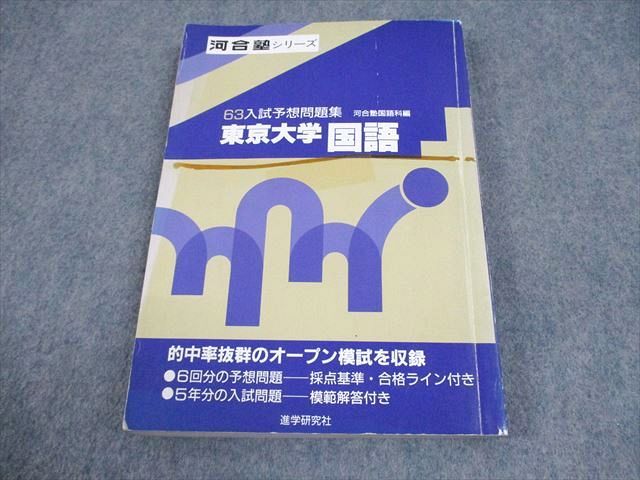 河合塾シリーズ
63入試予想問題集 河合塾国語科編
東京大学 国語
的中率抜群のオープン模試を収録
●6回分の予想問題――採点基準・合格ライン付き
●5年分の入試問題――模範解答付き
進学研究社